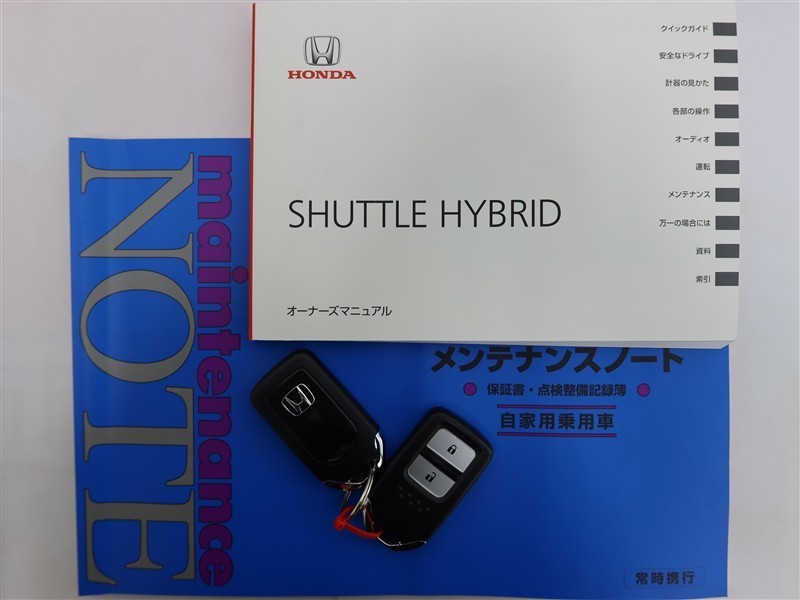 HONDA
SHUTTLE HYBRID
オーナーズマニュアル
クイックガイド
安全なドライブ
計器の見かた
各部の操作
オーディオ
運転
メンテナンス
万一の場合には
資料
索引
maintenance
NOTE
メンテナンスノート
保証書・点検整備記録簿
自家用乗用車
常時携行